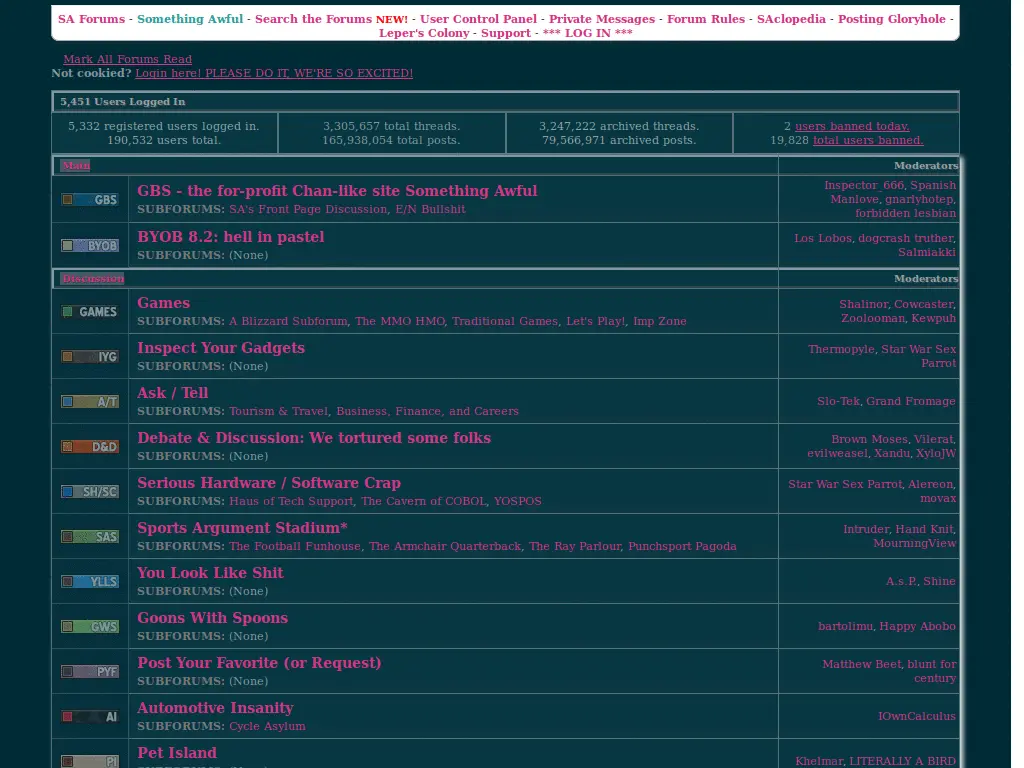 SA Forums - Something Awful - Search the Forums NEW! - User Control Panel - Private Messages - Forum Rules - SAclopedia - Posting Gloryhole -
Leper's Colony - Support - *** LOG IN ***
Mark All Forums Read
Not cookied? Login here! PLEASE DO IT, WE'RE SO EXCITED!
5,451 Users Logged In
5,332 registered users logged in.
190,532 users total.
3,305,657 total threads.
165,938,054 total posts.
3,247,222 archived threads.
79,566,971 archived posts.
2 users banned today.
19,828 total users banned.
Main
Moderators
GBS
GBS - the for-profit Chan-like site Something Awful
SUBFORUMS: SA's Front Page Discussion, E/N Bullshit
Inspector_666, Spanish
Manlove, gnarlyhotep,
forbidden lesbian
BYOB
BYOB 8.2: hell in pastel
SUBFORUMS: (None)
Los Lobos, dogcrash truther,
Salmiakki
Discussion
Moderators
GAMES
Games
SUBFORUMS: A Blizzard Subforum, The MMO HMO, Traditional Games, Let's Play!, Imp Zone
Shalinor, Cowcaster,
Zoolooman, Kewpuh
IYG
Inspect Your Gadgets
SUBFORUMS: (None)
Thermopyle, Star War Sex
Parrot
A/T
Ask / Tell
SUBFORUMS: Tourism & Travel, Business, Finance, and Careers
Slo-Tek, Grand Fromage
D&D
Debate & Discussion: We tortured some folks
SUBFORUMS: (None)
Brown Moses, Vilerat,
evilweasel, Xandu, XyloJW
SH/SC
Serious Hardware / Software Crap
SUBFORUMS: Haus of Tech Support, The Cavern of COBOL, YOSPOS
Star War Sex Parrot, Alereon,
movax
SAS
Sports Argument Stadium*
SUBFORUMS: The Football Funhouse, The Armchair Quarterback, The Ray Parlour, Punchsport Pagoda
Intruder, Hand Knit,
MourningView
YLLS
You Look Like Shit
SUBFORUMS: (None)
A.s.P., Shine
GWS
Goons With Spoons
SUBFORUMS: (None)
bartolimu, Happy Abobo
PYF
Post Your Favorite (or Request)
SUBFORUMS: (None)
Matthew Beet, blunt for
century
AI
Automotive Insanity
SUBFORUMS: Cycle Asylum
IOwnCalculus
PI
Pet Island
Khelmar, LITERALLY A BIRD